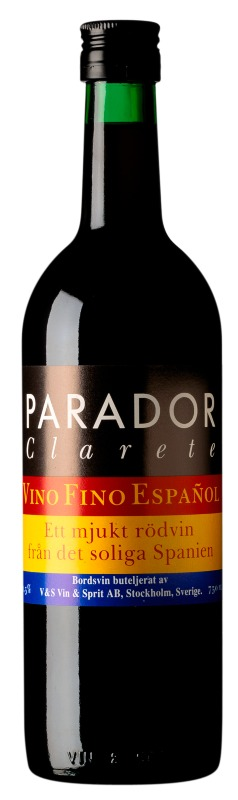 PARADOR
Clarete
VINO FINO ESPAÑOL
Ett mjukt rödvin
från det soliga Spanien
Bordsvin buteljerat av
V&S Vin & Sprit AB, Stockholm, Sverige.